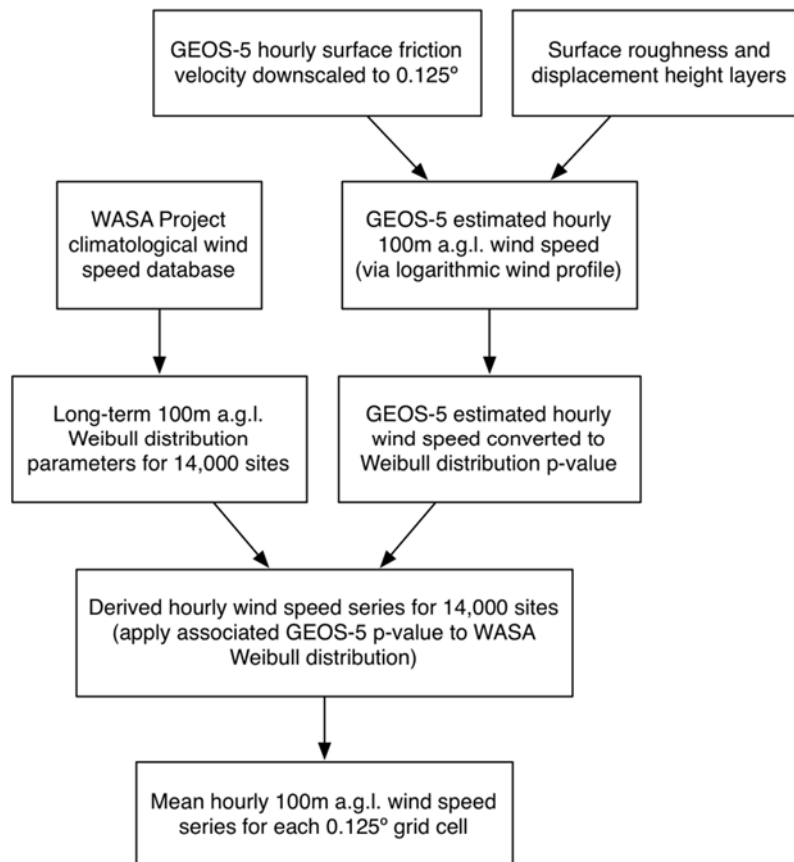 GEOS-5 hourly surface friction
velocity downscaled to 0.125º
Surface roughness and
displacement height layers
WASA Project
climatological wind
speed database
GEOS-5 estimated hourly
100m a.g.l. wind speed
(via logarithmic wind profile)
Long-term 100m a.g.l.
Weibull distribution
parameters for 14,000 sites
GEOS-5 estimated hourly
wind speed converted to
Weibull distribution p-value
Derived hourly wind speed series for 14,000 sites
(apply associated GEOS-5 p-value to WASA
Weibull distribution)
Mean hourly 100m a.g.l. wind speed
series for each 0.125º grid cell